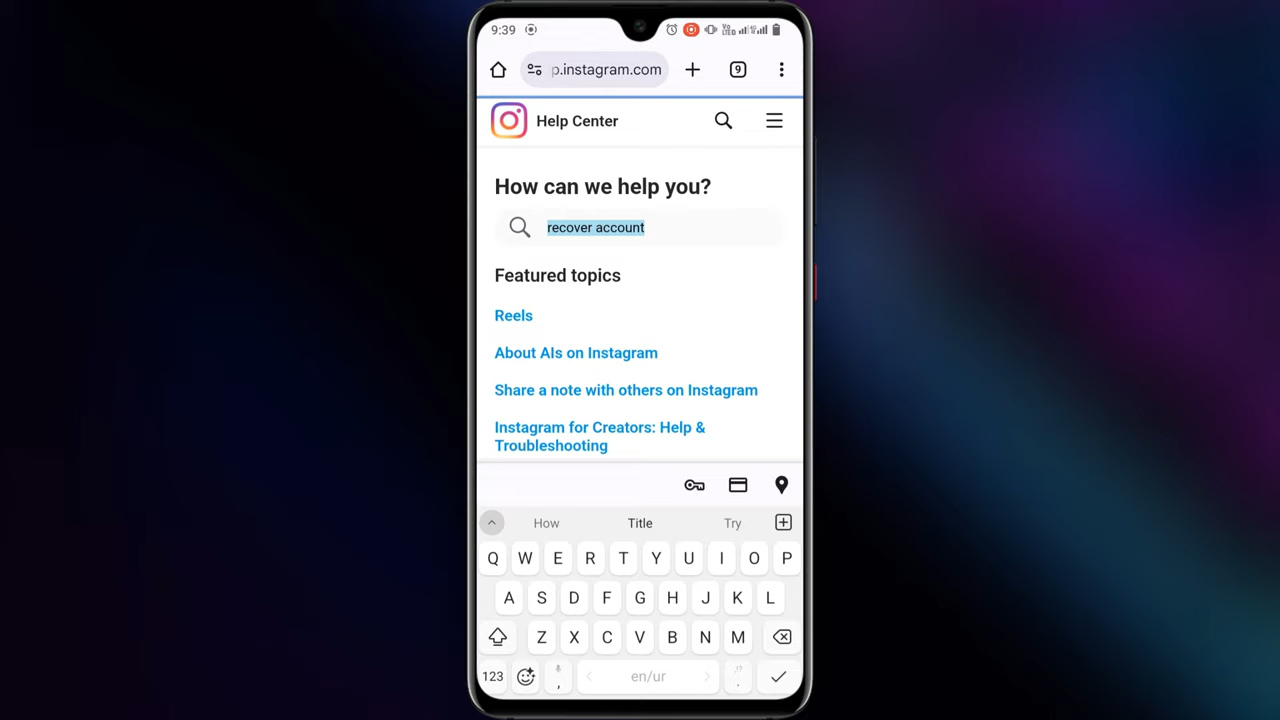 9:39
p.instagram.com
9
Help Center
How can we help you?
recover account
Featured topics
Reels
About AIs on Instagram
Share a note with others on Instagram
Instagram for Creators: Help &
Troubleshooting
How Title Try
Q W E R T Y U I O P
A S D F G H J K L
Z X C V B N M
123 , en/ur .